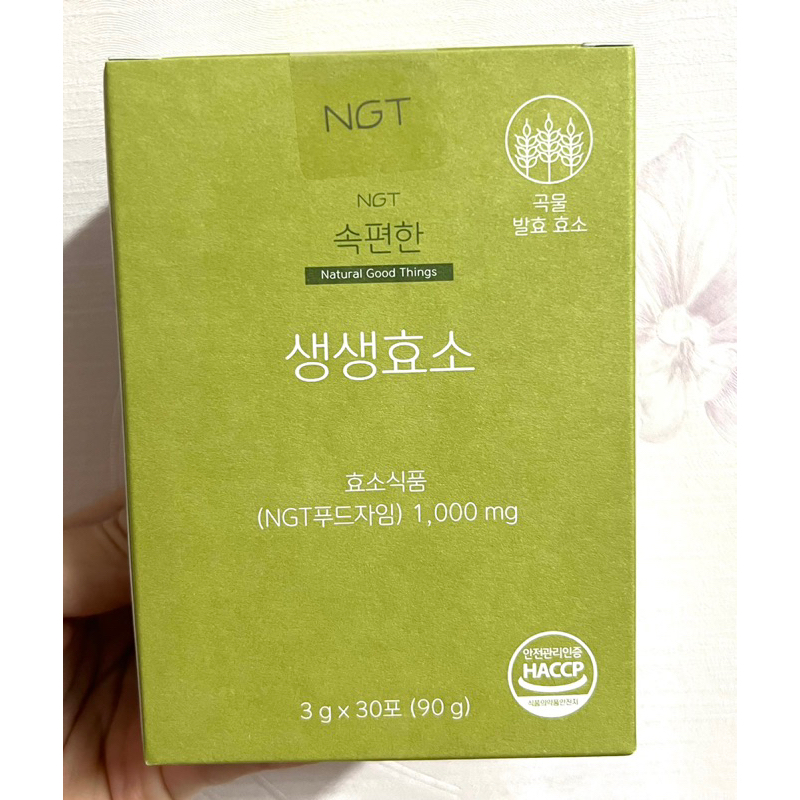 NGT
NGT
속편한
Natural Good Things
곡물
발효 효소
생생효소
효소식품
(NGT푸드자임) 1,000 mg
안전관리인증
HACCP
식품의약품안전처
3 g x 30포 (90 g)